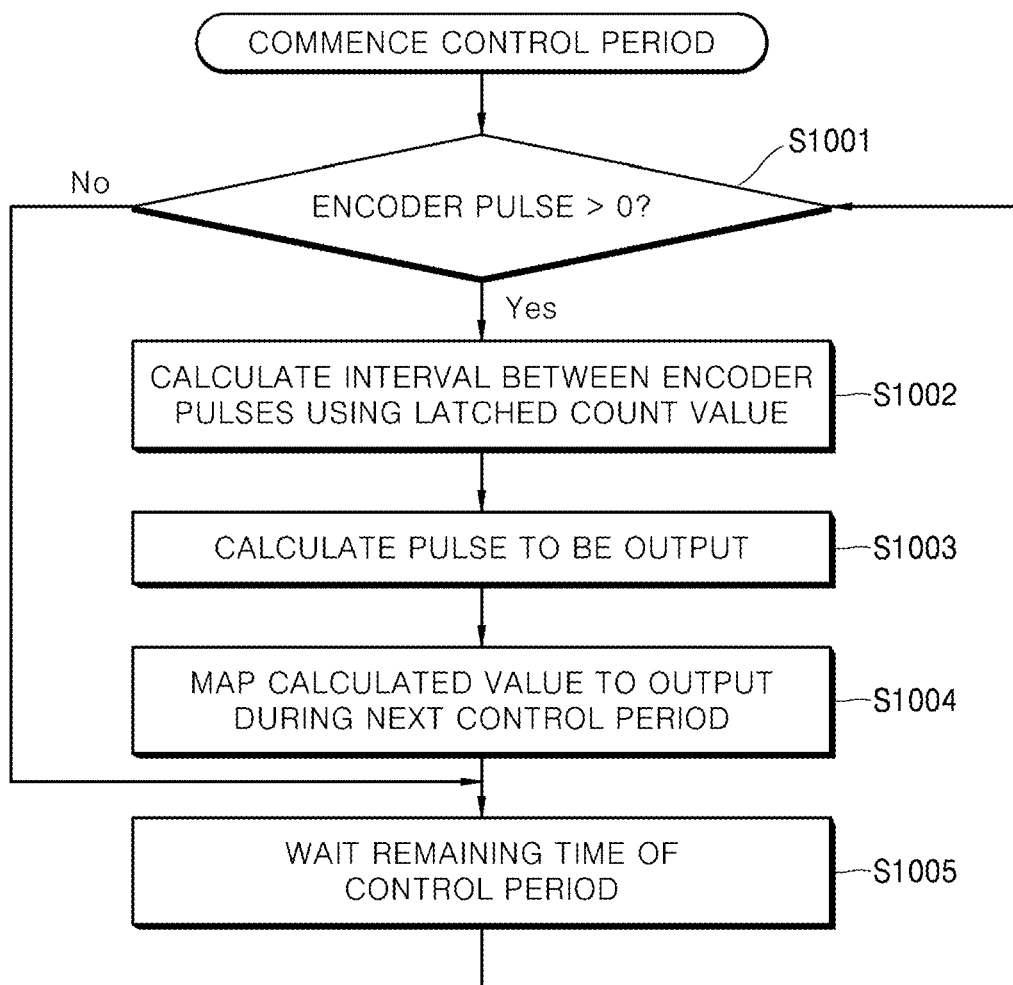 COMMENCE CONTROL PERIOD
S1001
No
ENCODER PULSE > 0?
Yes
CALCULATE INTERVAL BETWEEN ENCODER
PULSES USING LATCHED COUNT VALUE
S1002
CALCULATE PULSE TO BE OUTPUT
S1003
MAP CALCULATED VALUE TO OUTPUT
DURING NEXT CONTROL PERIOD
S1004
WAIT REMAINING TIME OF
CONTROL PERIOD
S1005